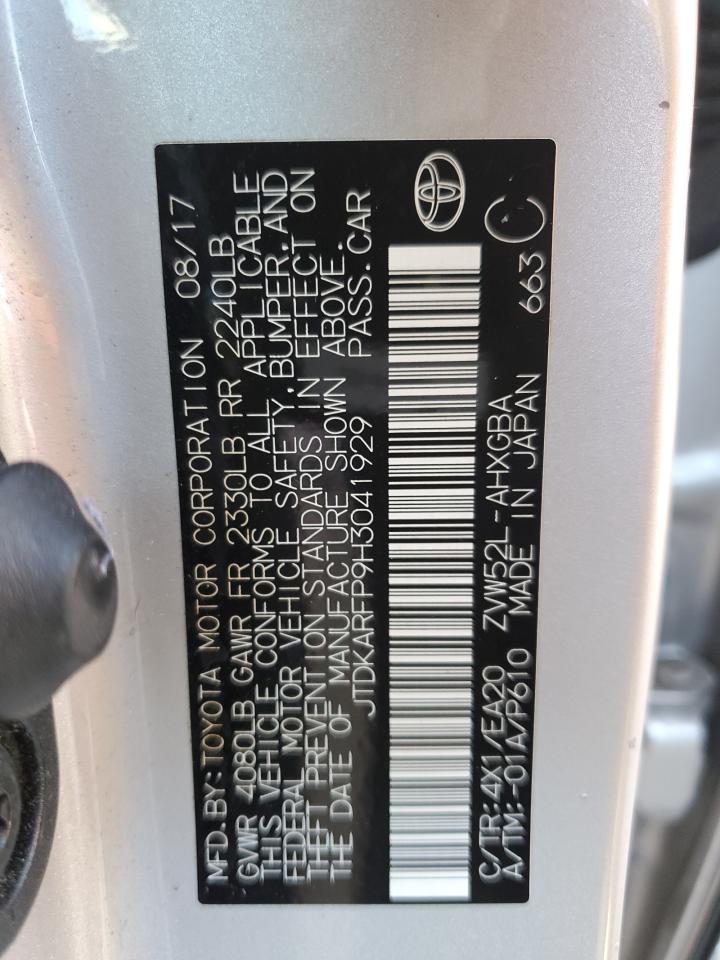 MFD. BY: TOYOTA MOTOR CORPORATION 08/17
GVWR 4080LB GAWR FR 2330LB RR 2240LB
THIS VEHICLE CONFORMS TO ALL APPLICABLE
FEDERAL MOTOR VEHICLE SAFETY, BUMPER, AND
THEFT PREVENTION STANDARDS IN EFFECT ON
THE DATE OF MANUFACTURE SHOWN ABOVE.
JTDKARFP9H3041929 PASS. CAR
C/TR: 4X1/EA20 ZVW52L-AHXGBA
A/TM: -01A/P610 MADE IN JAPAN 663 C